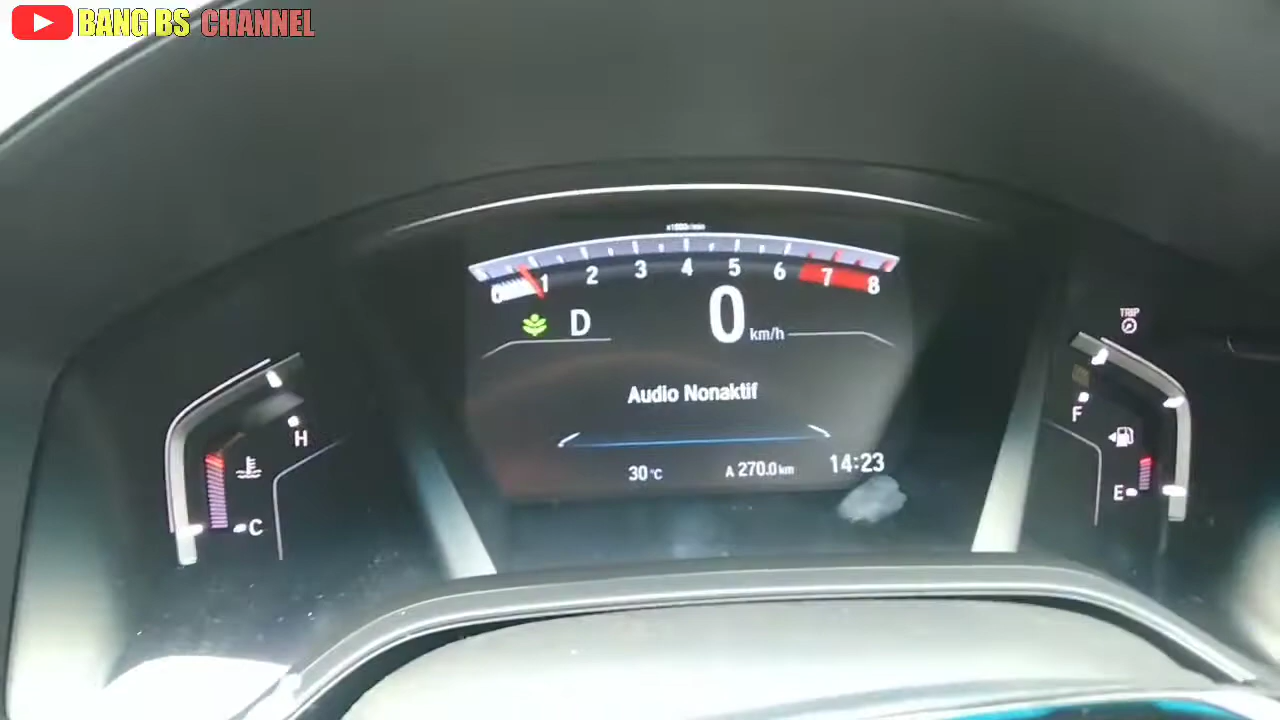 BANG BS CHANNEL
x1000r/min
0 1 2 3 4 5 6 7 8
D 0 km/h
TRIP
Audio Nonaktif
H
F
C
E
30°C A 270.0 km 14:23